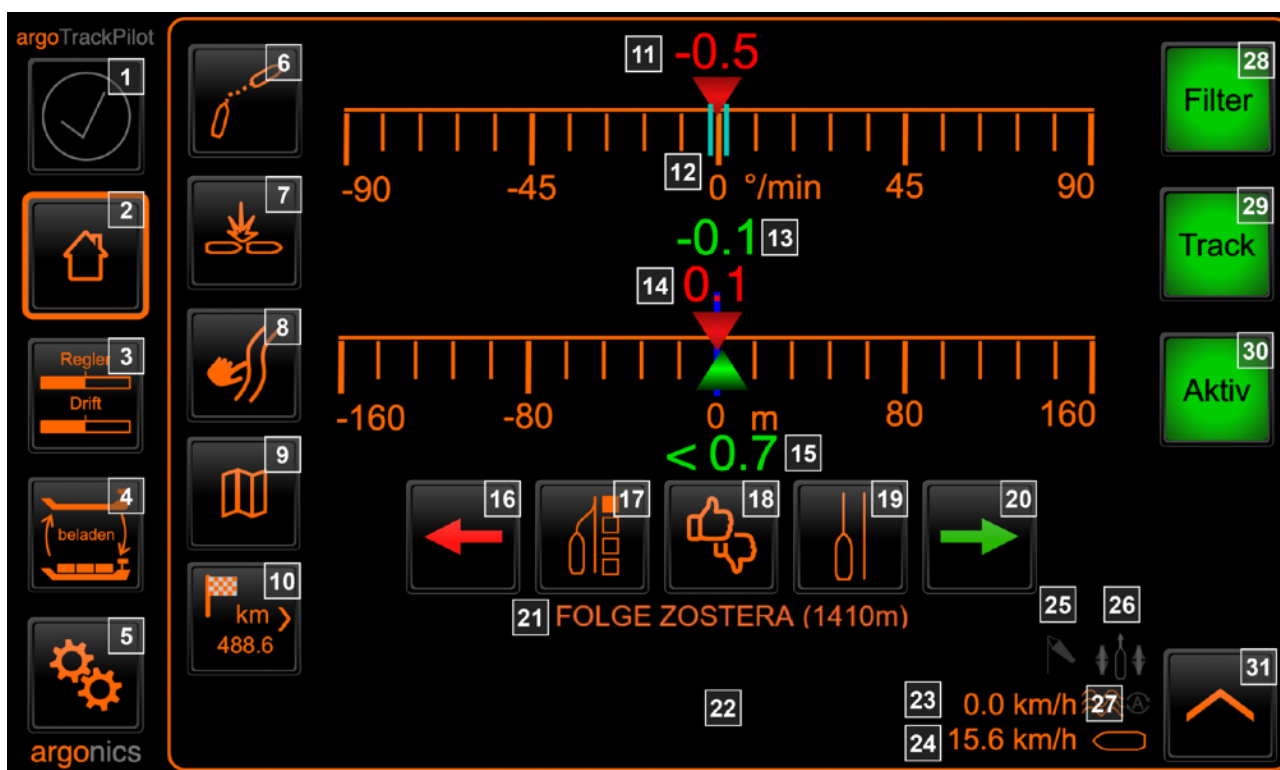 argoTrackPilot
1
2
Regler 3
Drift
4
beladen
5
argonics
6
7
8
9
10
km
488.6
11 -0.5
12
-90 -45 0 °/min 45 90
-0.1 13
14 0.1
-160 -80 0 m 80 160
< 0.7 15
16 17 18 19 20
21 FOLGE ZOSTERA (1410m)
22
25 26
23 0.0 km/h 27 A
24 15.6 km/h
28
Filter
29
Track
30
Aktiv
31